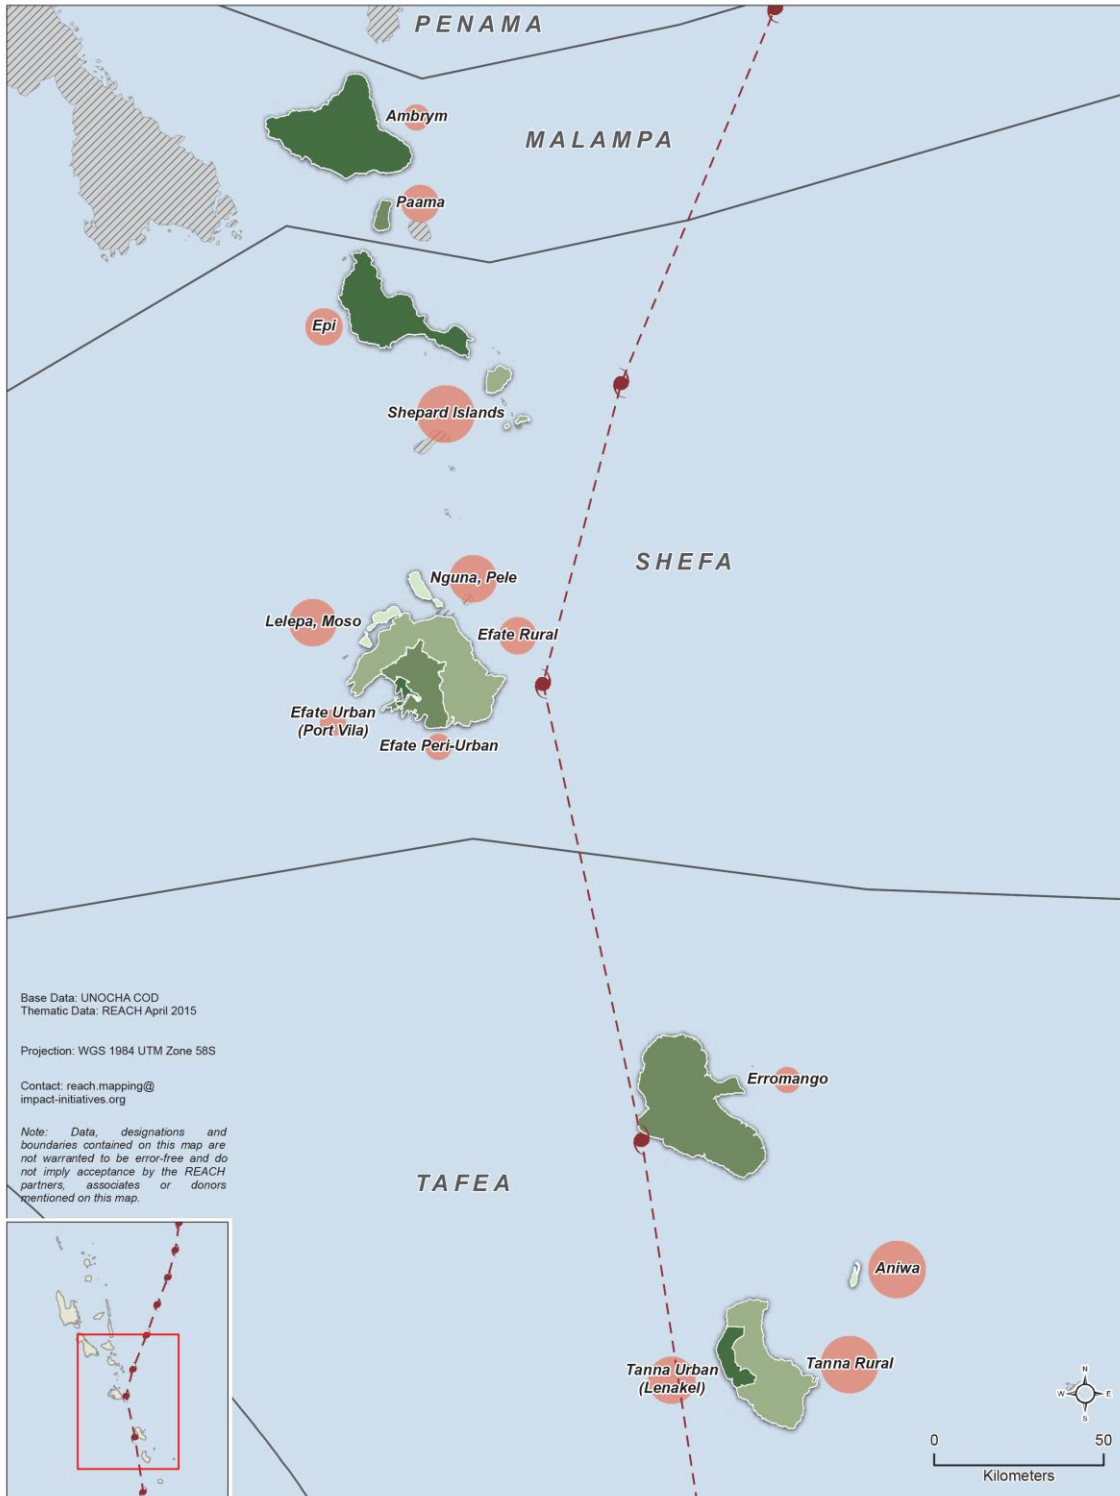 PENAMA
Ambrym
MALAMPA
Paama
Epi
Shepard Islands
SHEFA
Nguna, Pele
Lelepa, Moso
Efate Rural
Efate Urban
(Port Vila)
Efate Peri-Urban
Base Data: UNOCHA COD
Thematic Data: REACH April 2015
Projection: WGS 1984 UTM Zone 58S
Contact: reach.mapping@
impact-initiatives.org
Note: Data, designations and
boundaries contained on this map are
not warranted to be error-free and do
not imply acceptance by the REACH
partners, associates or donors
mentioned on this map.
Erromango
TAFEA
Aniwa
Tanna Rural
Tanna Urban
(Lenakel)
N
W E
S
0 50
Kilometers